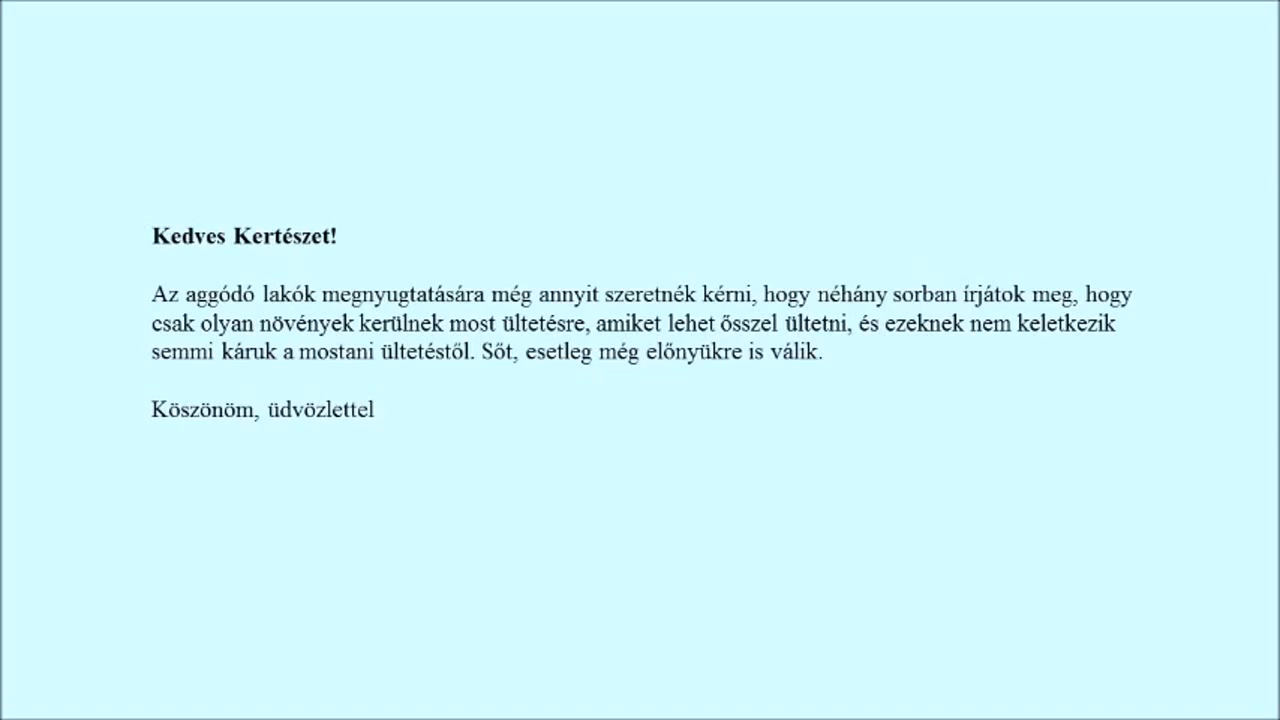 Kedves Kertészet!
Az aggódó lakók megnyugtatására még annyit szeretnék kérni, hogy néhány sorban írjátok meg, hogy
csak olyan növények kerülnek most ültetésre, amiket lehet ősszel ültetni, és ezeknek nem keletkezik
semmi káruk a mostani ültetéstől. Sőt, esetleg még előnyükre is válik.
Köszönöm, üdvözlettel